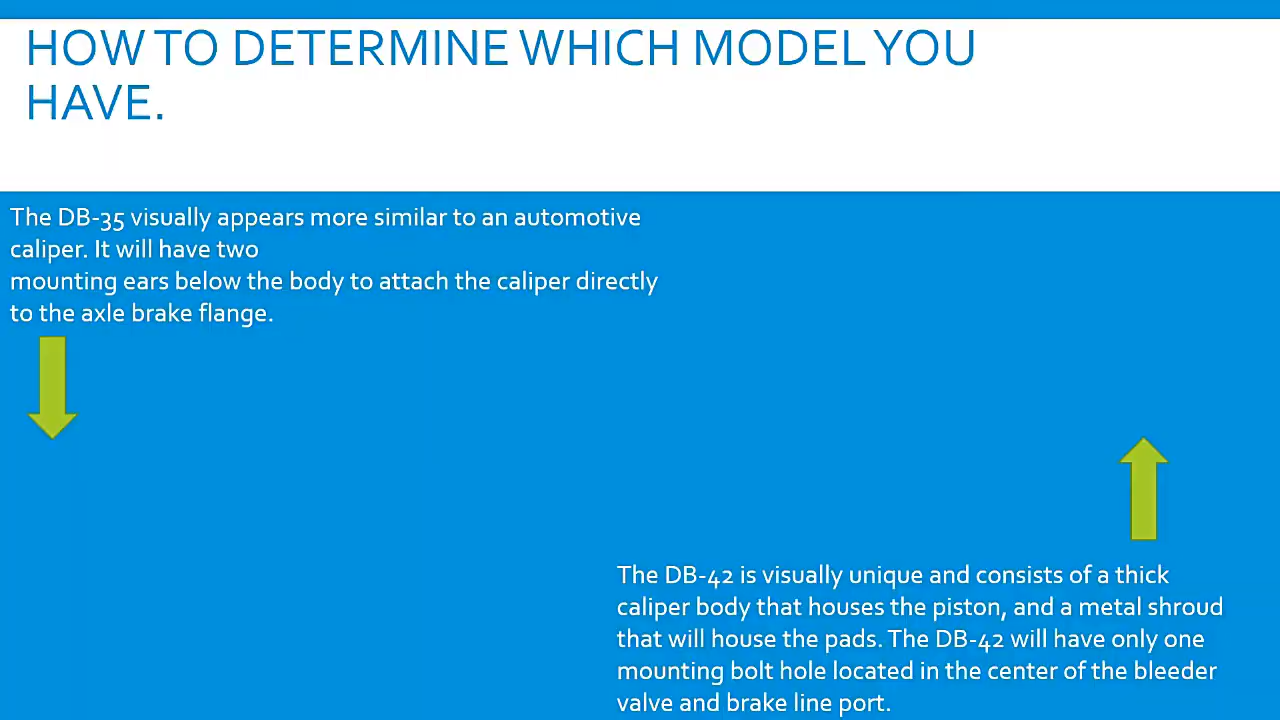 HOW TO DETERMINE WHICH MODEL YOU
HAVE.
The DB-35 visually appears more similar to an automotive
caliper. It will have two
mounting ears below the body to attach the caliper directly
to the axle brake flange.
The DB-42 is visually unique and consists of a thick
caliper body that houses the piston, and a metal shroud
that will house the pads. The DB-42 will have only one
mounting bolt hole located in the center of the bleeder
valve and brake line port.